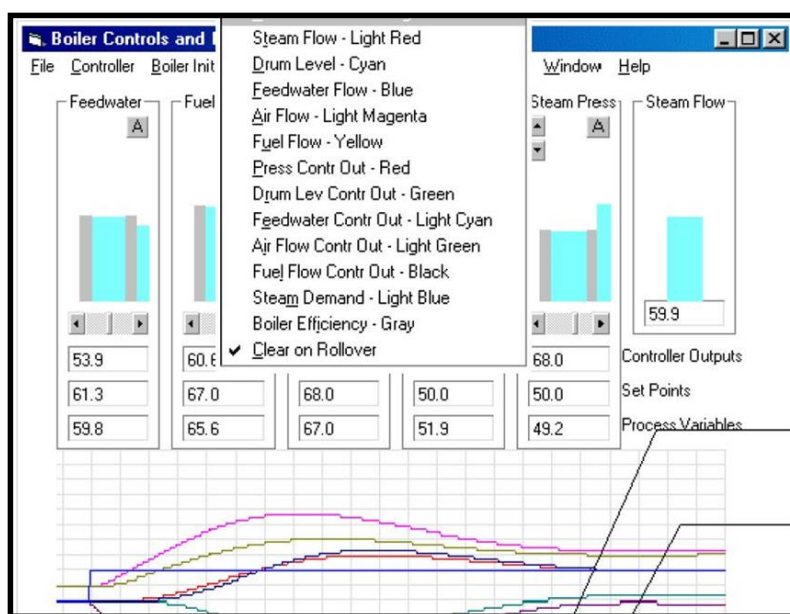 Boiler Controls and
File Controller Boiler Init Window Help
Steam Flow - Light Red
Drum Level - Cyan
Feedwater Flow - Blue
Air Flow - Light Magenta
Fuel Flow - Yellow
Press Contr Out - Red
Drum Lev Contr Out - Green
Feedwater Contr Out - Light Cyan
Air Flow Contr Out - Light Green
Fuel Flow Contr Out - Black
Steam Demand - Light Blue
Boiler Efficiency - Gray
Clear on Rollover
Feedwater Fuel Steam Press Steam Flow
A A
59.9
53.9 60.6 68.0 Controller Outputs
61.3 67.0 68.0 50.0 50.0 Set Points
59.8 65.6 67.0 51.9 49.2 Process Variables